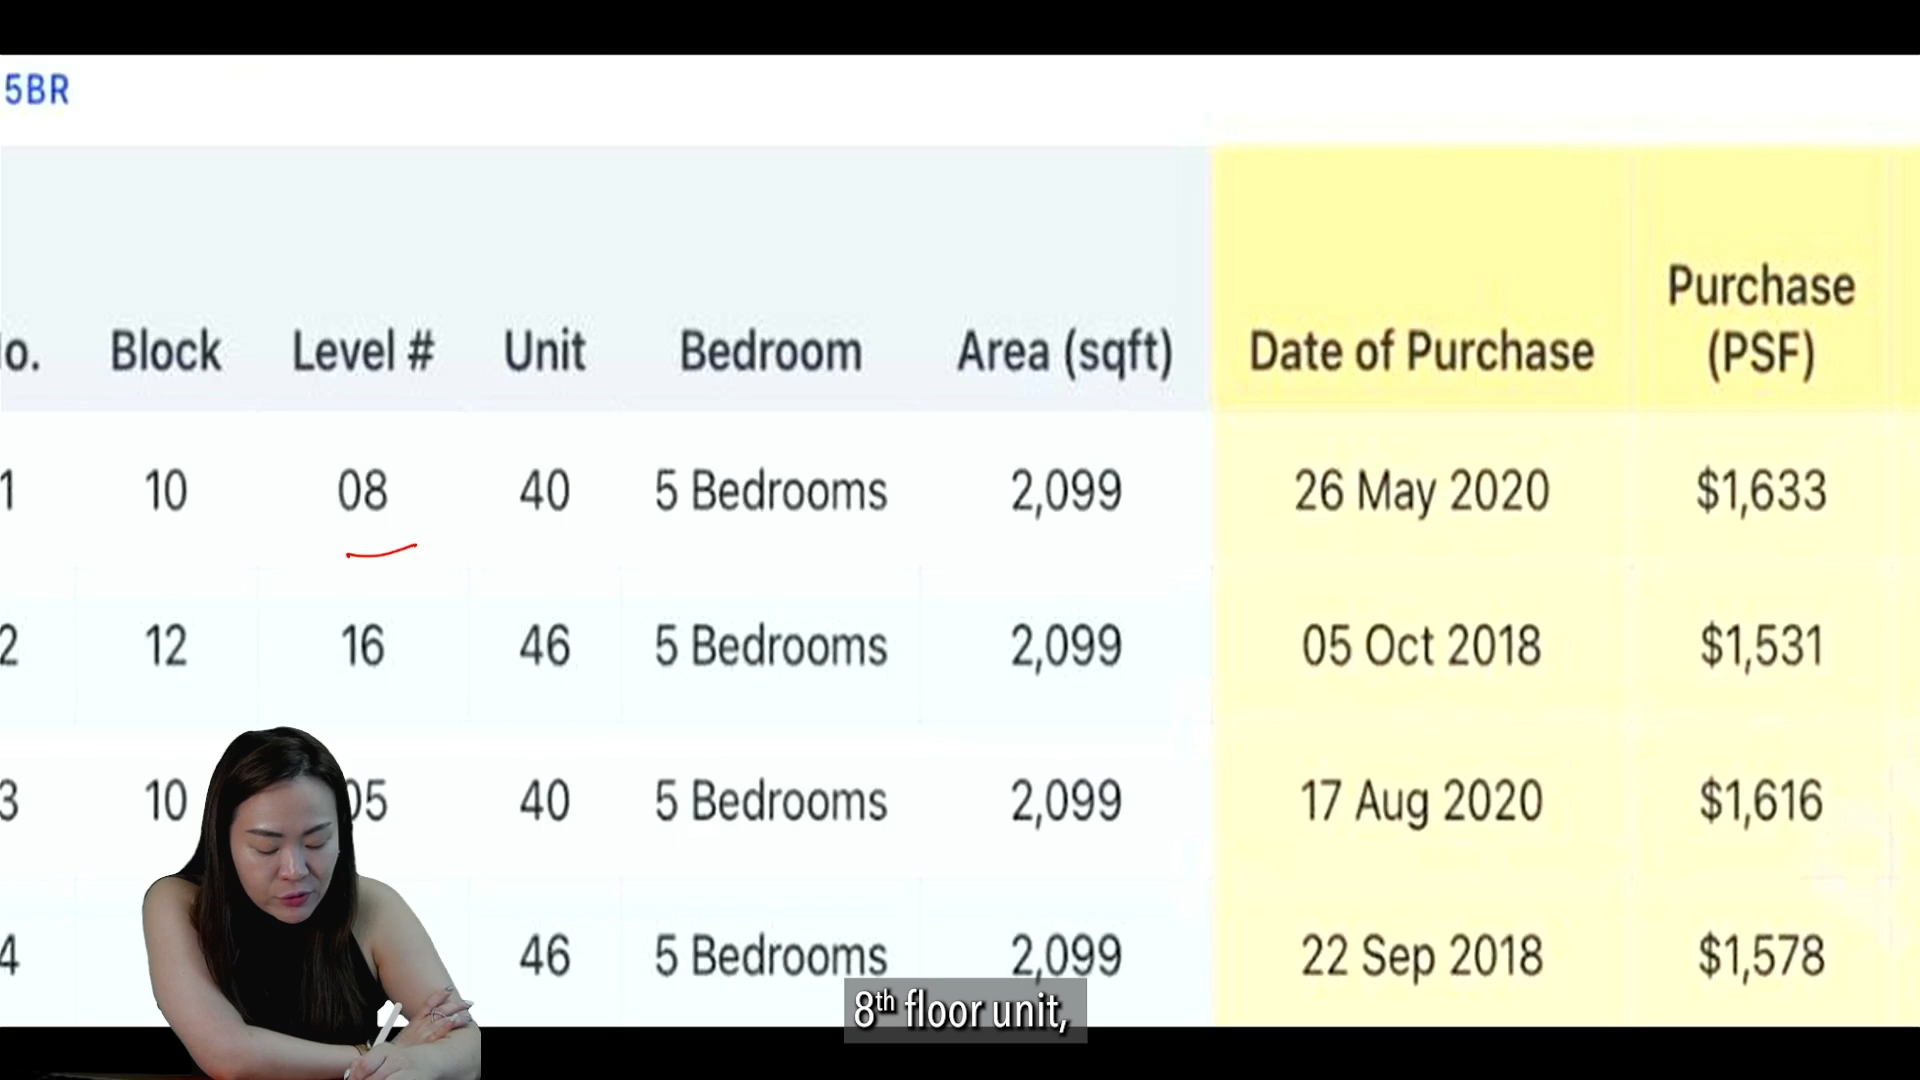 5BR
Purchase
o. Block Level # Unit Bedroom Area (sqft) Date of Purchase (PSF)
1 10 08 40 5 Bedrooms 2,099 26 May 2020 $1,633
2 12 16 46 5 Bedrooms 2,099 05 Oct 2018 $1,531
3 10 05 40 5 Bedrooms 2,099 17 Aug 2020 $1,616
4 46 5 Bedrooms 2,099 22 Sep 2018 $1,578
8th floor unit,